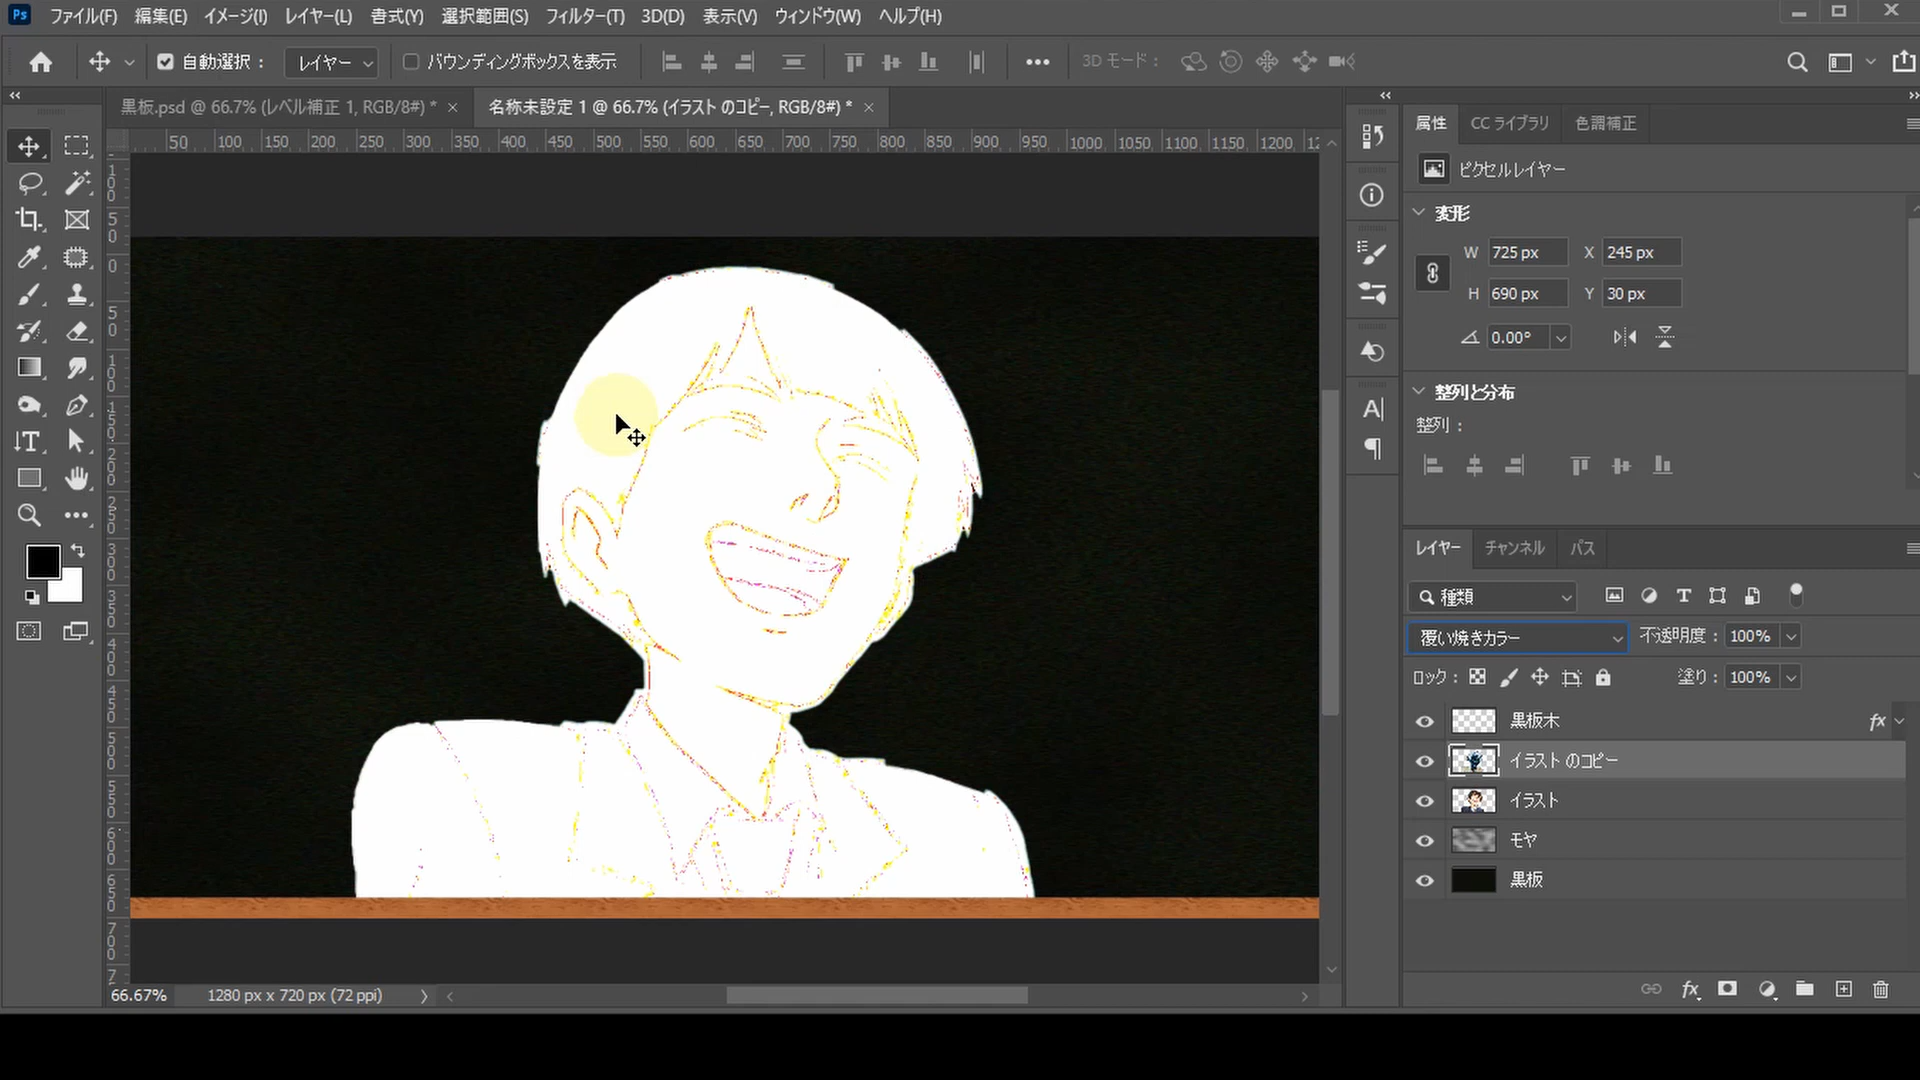 Ps ファイル(F) 編集(E) イメージ(I) レイヤー(L) 書式(Y) 選択範囲(S) フィルター(T) 3D(D) 表示(V) ウィンドウ(W) ヘルプ(H)
自動選択： レイヤー バウンディングボックスを表示 3D モード：
黒板.psd @ 66.7% (レベル補正 1, RGB/8#) * × 名称未設定 1 @ 66.7% (イラスト のコピー, RGB/8#) * ×
50 100 150 200 250 300 350 400 450 500 550 600 650 700 750 800 850 900 950 1000 1050 1100 1150 1200
属性 CC ライブラリ 色調補正
ピクセルレイヤー
変形
W 725 px X 245 px
H 690 px Y 30 px
0.00°
整列と分布
整列：
レイヤー チャンネル パス
種類
覆い焼きカラー 不透明度： 100%
ロック： 塗り： 100%
黒板木 fx
イラスト のコピー
イラスト
モヤ
黒板
66.67% 1280 px x 720 px (72 ppi)
fx